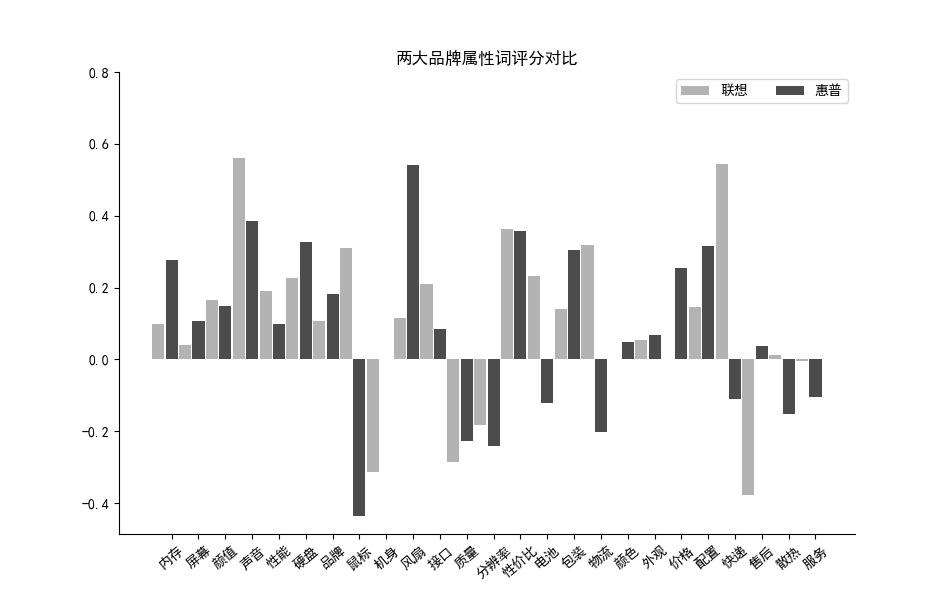 两大品牌属性词评分对比
联想 惠普
0.8
0.6
0.4
0.2
0.0
−0.2
−0.4
内存 屏幕 颜值 声音 性能 硬盘 品牌 鼠标 机身 风扇 接口 质量 分辨率 性价比 电池 包装 物流 颜色 外观 价格 配置 快递 售后 散热 服务